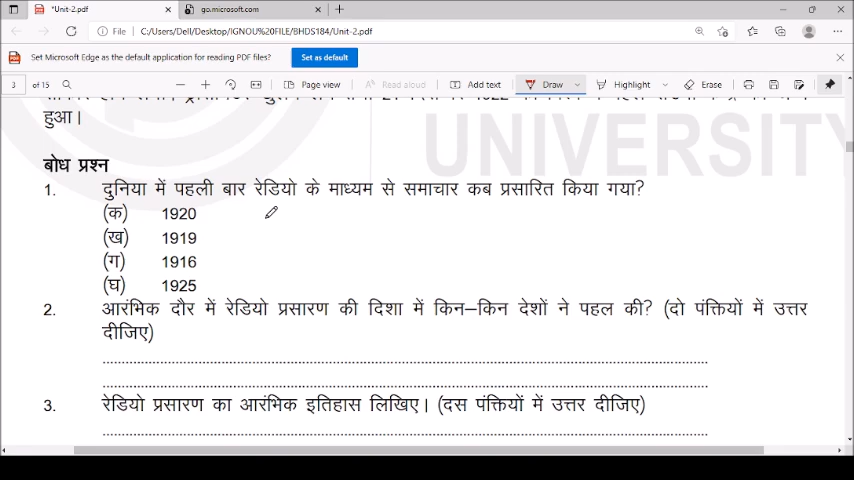 *Unit-2.pdf
go.microsoft.com
File
C:/Users/Dell/Desktop/IGNOU %20FILE/BHDS184/Unit-2.pdf
Set Microsoft Edge as the default application for reading PDF files?
Set as default
3 of 15
Page view
Read aloud
Add text
Draw
Highlight
Erase
हुआ।
UNIVERSITY
बोध प्रश्न
1. दुनिया में पहली बार रेडियो के माध्यम से समाचार कब प्रसारित किया गया?
(क) 1920
(ख) 1919
(ग) 1916
(घ) 1925
2. आरंभिक दौर में रेडियो प्रसारण की दिशा में किन–किन देशों ने पहल की? (दो पंक्तियों में उत्तर
दीजिए)
3. रेडियो प्रसारण का आरंभिक इतिहास लिखिए। (दस पंक्तियों में उत्तर दीजिए)